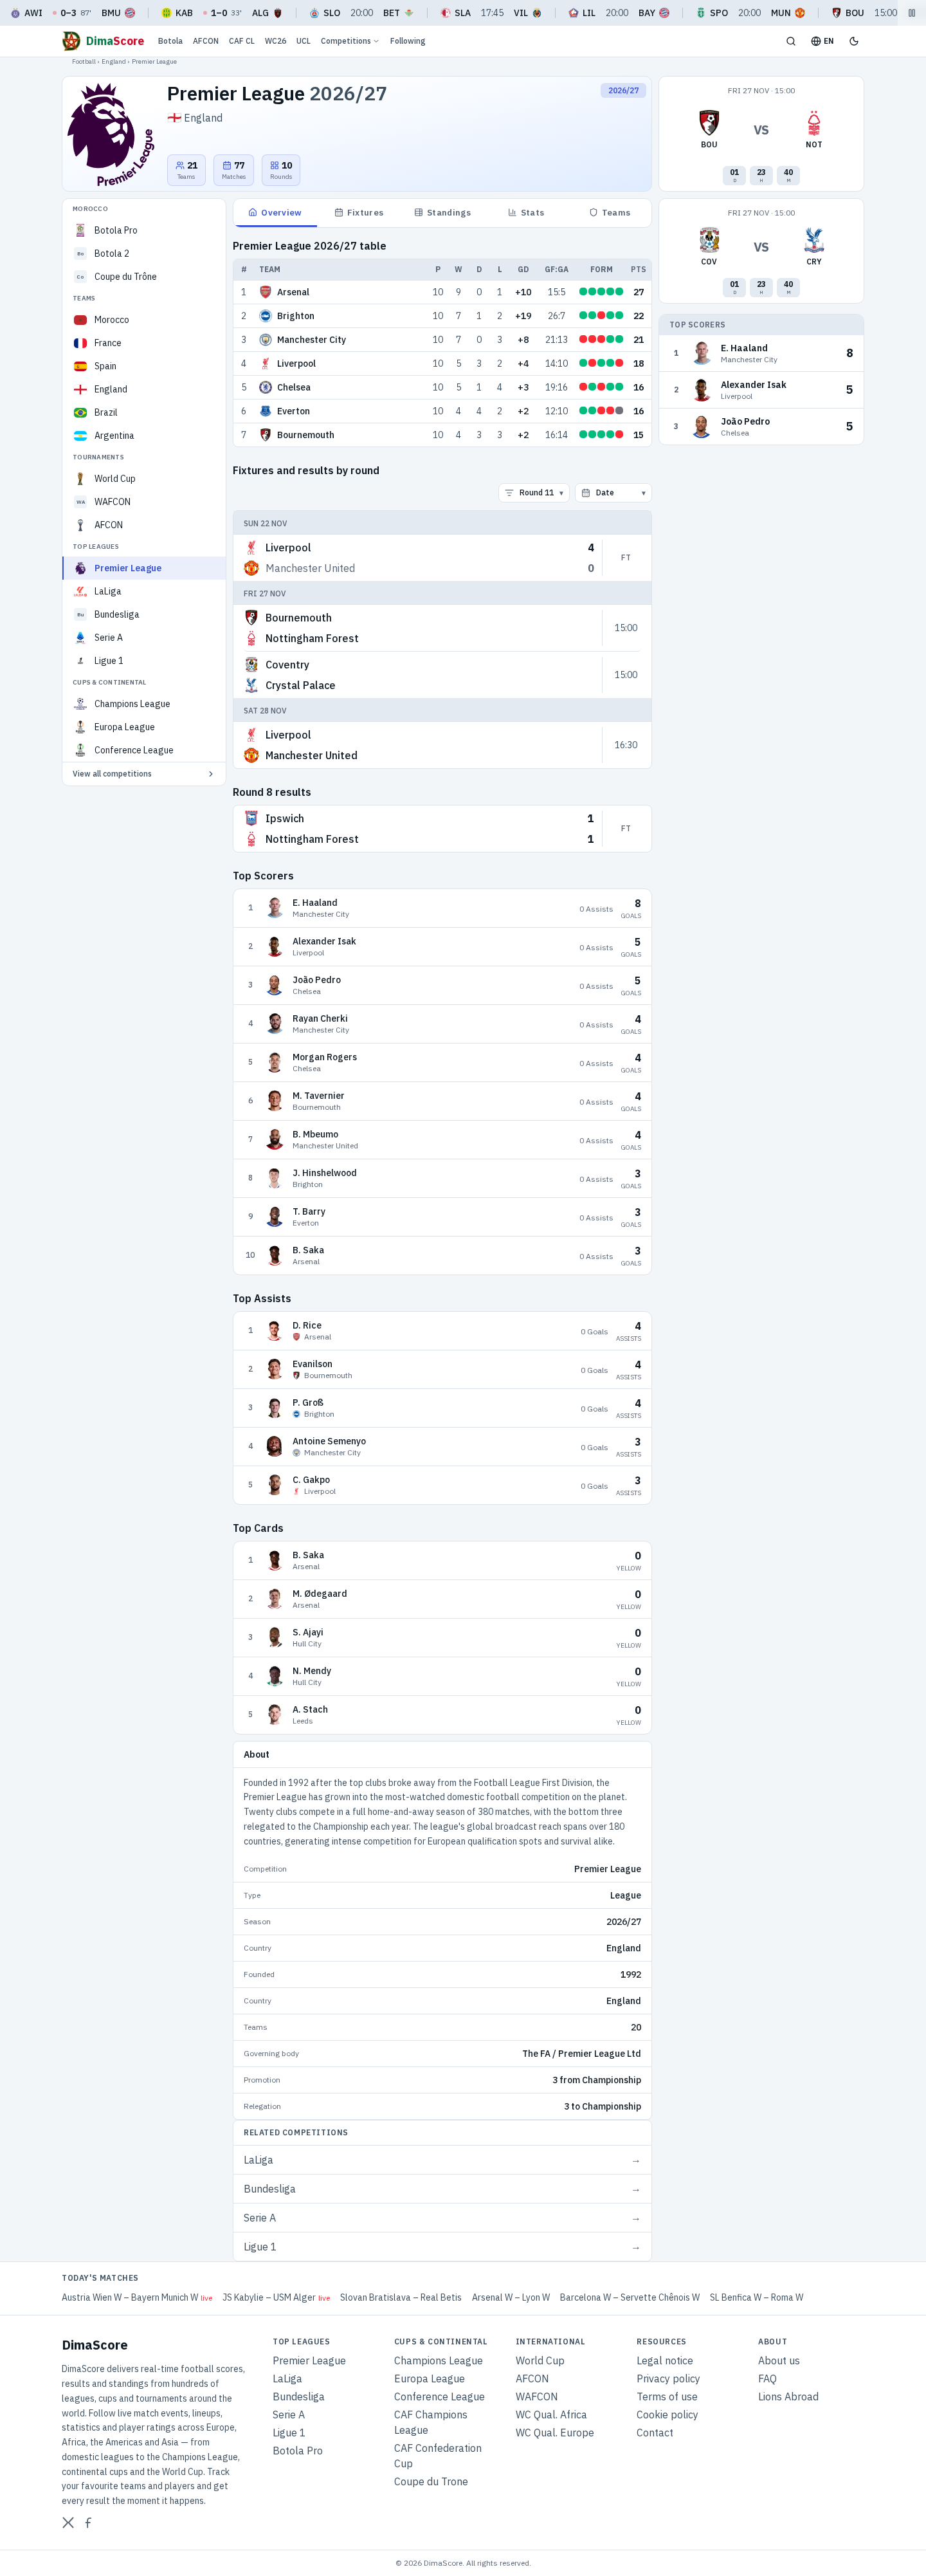 AWI 0–3 87' BMU
KAB 1–0 33' ALG
SLO 20:00 BET
SLA 17:45 VIL
LIL 20:00 BAY
SPO 20:00 MUN
BOU 15:00
DimaScore
Botola AFCON CAF CL WC26 UCL Competitions Following
EN
Football › England › Premier League
Premier League 2026/27
England
2026/27
21 Teams
77 Matches
10 Rounds
Premier League
FRI 27 NOV · 15:00
BOU VS NOT
01 D 23 H 40 M
FRI 27 NOV · 15:00
COV VS CRY
01 D 23 H 40 M
TOP SCORERS
1 E. Haaland 8
Manchester City
2 Alexander Isak 5
Liverpool
3 João Pedro 5
Chelsea
MOROCCO
Botola Pro
Bo Botola 2
Co Coupe du Trône
TEAMS
Morocco
France
Spain
England
Brazil
Argentina
TOURNAMENTS
World Cup
WA WAFCON
AFCON
TOP LEAGUES
Premier League
LaLiga
Bu Bundesliga
Serie A
Ligue 1
CUPS & CONTINENTAL
Champions League
Europa League
Conference League
View all competitions
Overview Fixtures Standings Stats Teams
Premier League 2026/27 table
# TEAM P W D L GD GF:GA FORM PTS
1 Arsenal 10 9 0 1 +10 15:5 27
2 Brighton 10 7 1 2 +19 26:7 22
3 Manchester City 10 7 0 3 +8 21:13 21
4 Liverpool 10 5 3 2 +4 14:10 18
5 Chelsea 10 5 1 4 +3 19:16 16
6 Everton 10 4 4 2 +2 12:10 16
7 Bournemouth 10 4 3 3 +2 16:14 15
Fixtures and results by round
Round 11 ▾ Date ▾
SUN 22 NOV
Liverpool 4
Manchester United 0
FT
FRI 27 NOV
Bournemouth
Nottingham Forest
15:00
Coventry
Crystal Palace
15:00
SAT 28 NOV
Liverpool
Manchester United
16:30
Round 8 results
Ipswich 1
Nottingham Forest 1
FT
Top Scorers
1 E. Haaland Manchester City 0 Assists 8 GOALS
2 Alexander Isak Liverpool 0 Assists 5 GOALS
3 João Pedro Chelsea 0 Assists 5 GOALS
4 Rayan Cherki Manchester City 0 Assists 4 GOALS
5 Morgan Rogers Chelsea 0 Assists 4 GOALS
6 M. Tavernier Bournemouth 0 Assists 4 GOALS
7 B. Mbeumo Manchester United 0 Assists 4 GOALS
8 J. Hinshelwood Brighton 0 Assists 3 GOALS
9 T. Barry Everton 0 Assists 3 GOALS
10 B. Saka Arsenal 0 Assists 3 GOALS
Top Assists
1 D. Rice Arsenal 0 Goals 4 ASSISTS
2 Evanilson Bournemouth 0 Goals 4 ASSISTS
3 P. Groß Brighton 0 Goals 4 ASSISTS
4 Antoine Semenyo Manchester City 0 Goals 3 ASSISTS
5 C. Gakpo Liverpool 0 Goals 3 ASSISTS
Top Cards
1 B. Saka Arsenal 0 YELLOW
2 M. Ødegaard Arsenal 0 YELLOW
3 S. Ajayi Hull City 0 YELLOW
4 N. Mendy Hull City 0 YELLOW
5 A. Stach Leeds 0 YELLOW
About
Founded in 1992 after the top clubs broke away from the Football League First Division, the
Premier League has grown into the most-watched domestic football competition on the planet.
Twenty clubs compete in a full home-and-away season of 380 matches, with the bottom three
relegated to the Championship each year. The league's global broadcast reach spans over 180
countries, generating intense competition for European qualification spots and survival alike.
Competition Premier League
Type League
Season 2026/27
Country England
Founded 1992
Country England
Teams 20
Governing body The FA / Premier League Ltd
Promotion 3 from Championship
Relegation 3 to Championship
RELATED COMPETITIONS
LaLiga →
Bundesliga →
Serie A →
Ligue 1 →
TODAY'S MATCHES
Austria Wien W – Bayern Munich W live JS Kabylie – USM Alger live Slovan Bratislava – Real Betis Arsenal W – Lyon W Barcelona W – Servette Chênois W SL Benfica W – Roma W
DimaScore
DimaScore delivers real-time football scores,
results and standings from hundreds of
leagues, cups and tournaments around the
world. Follow live match events, lineups,
statistics and player ratings across Europe,
Africa, the Americas and Asia — from
domestic leagues to the Champions League,
continental cups and the World Cup. Track
your favourite teams and players and get
every result the moment it happens.
TOP LEAGUES
Premier League
LaLiga
Bundesliga
Serie A
Ligue 1
Botola Pro
CUPS & CONTINENTAL
Champions League
Europa League
Conference League
CAF Champions
League
CAF Confederation
Cup
Coupe du Trone
INTERNATIONAL
World Cup
AFCON
WAFCON
WC Qual. Africa
WC Qual. Europe
RESOURCES
Legal notice
Privacy policy
Terms of use
Cookie policy
Contact
ABOUT
About us
FAQ
Lions Abroad
© 2026 DimaScore. All rights reserved.